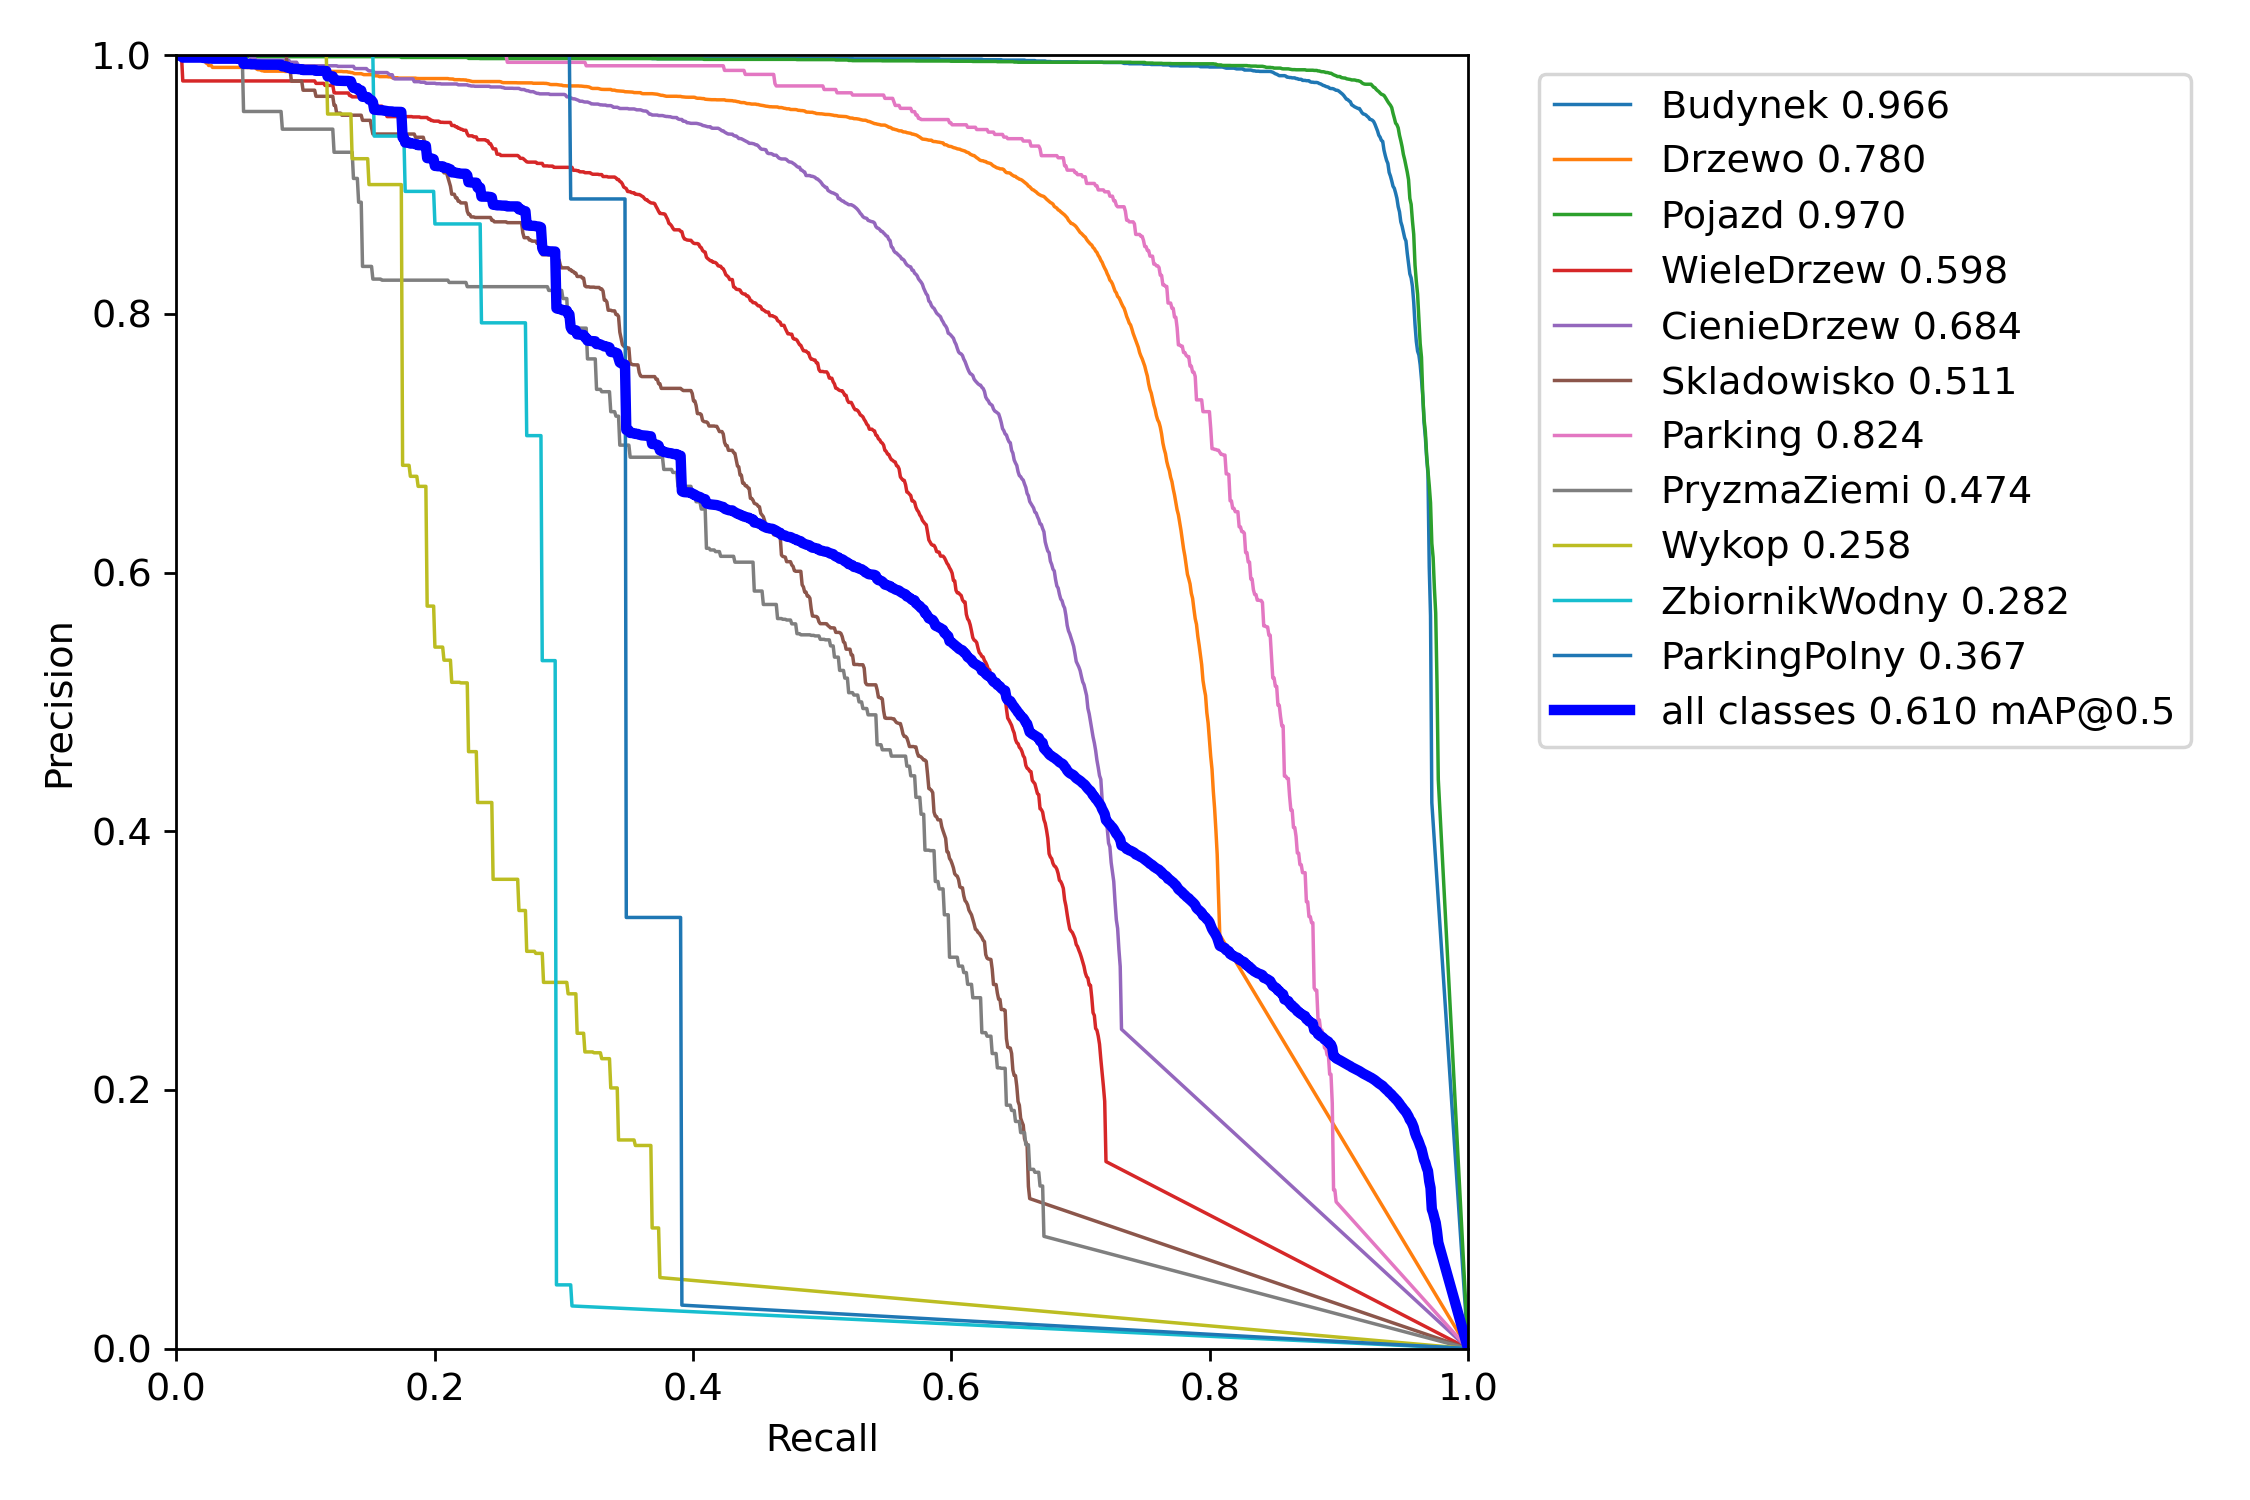 1.0
0.8
0.6
0.4
0.2
0.0
Precision
0.0 0.2 0.4 0.6 0.8 1.0
Recall
Budynek 0.966
Drzewo 0.780
Pojazd 0.970
WieleDrzew 0.598
CienieDrzew 0.684
Skladowisko 0.511
Parking 0.824
PryzmaZiemi 0.474
Wykop 0.258
ZbiornikWodny 0.282
ParkingPolny 0.367
all classes 0.610 mAP@0.5